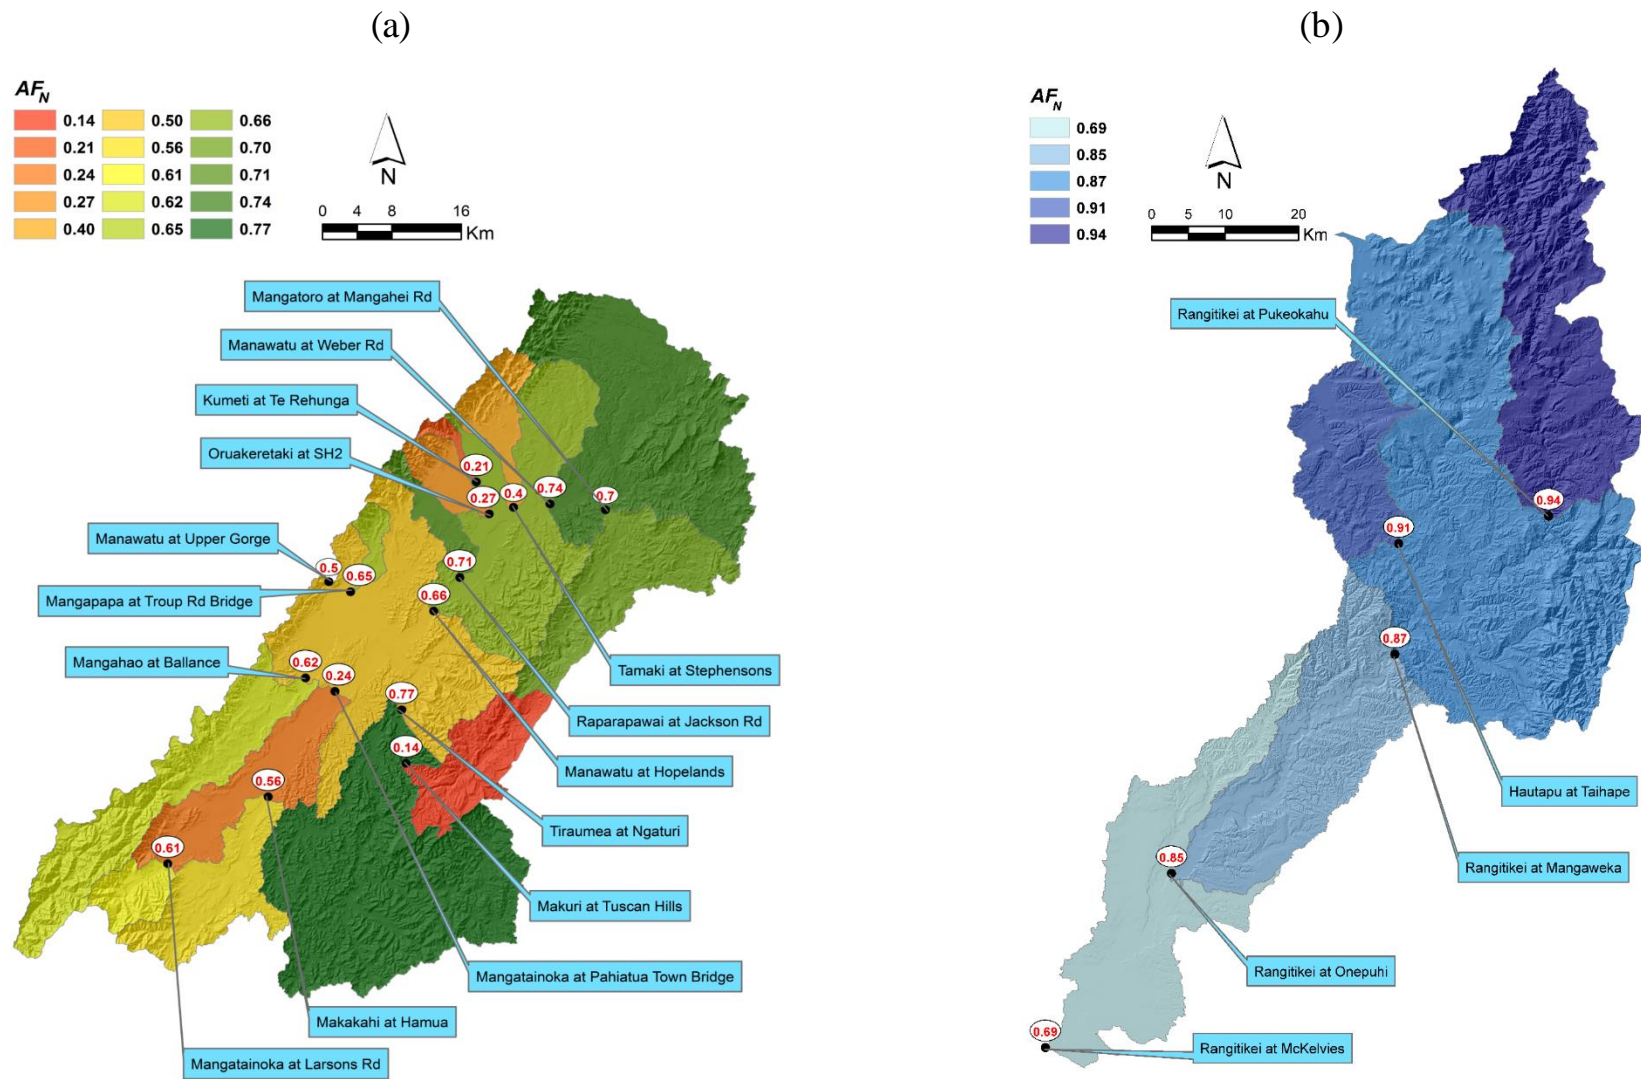 (a)
AF_N
0.14 0.50 0.66
0.21 0.56 0.70
0.24 0.61 0.71
0.27 0.62 0.74
0.40 0.65 0.77
N
0 4 8 16
Km
Mangatoro at Mangahei Rd
Manawatu at Weber Rd
Kumeti at Te Rehunga
Oruakeretaki at SH2
0.21
0.27
0.4
0.74
0.7
Manawatu at Upper Gorge
0.5
0.65
0.71
Mangapapa at Troup Rd Bridge
0.66
Mangahao at Ballance
0.62
0.24
0.77
Tamaki at Stephensons
Raparapawai at Jackson Rd
0.14
Manawatu at Hopelands
0.56
Tiraumea at Ngaturi
0.61
Makuri at Tuscan Hills
Mangatainoka at Pahiatua Town Bridge
Makakahi at Hamua
Mangatainoka at Larsons Rd
(b)
AF_N
0.69
0.85
0.87
0.91
0.94
N
0 5 10 20
Km
Rangitikei at Pukeokahu
0.94
0.91
0.87
Hautapu at Taihape
0.85
Rangitikei at Mangaweka
Rangitikei at Onepuhi
0.69
Rangitikei at McKelvies